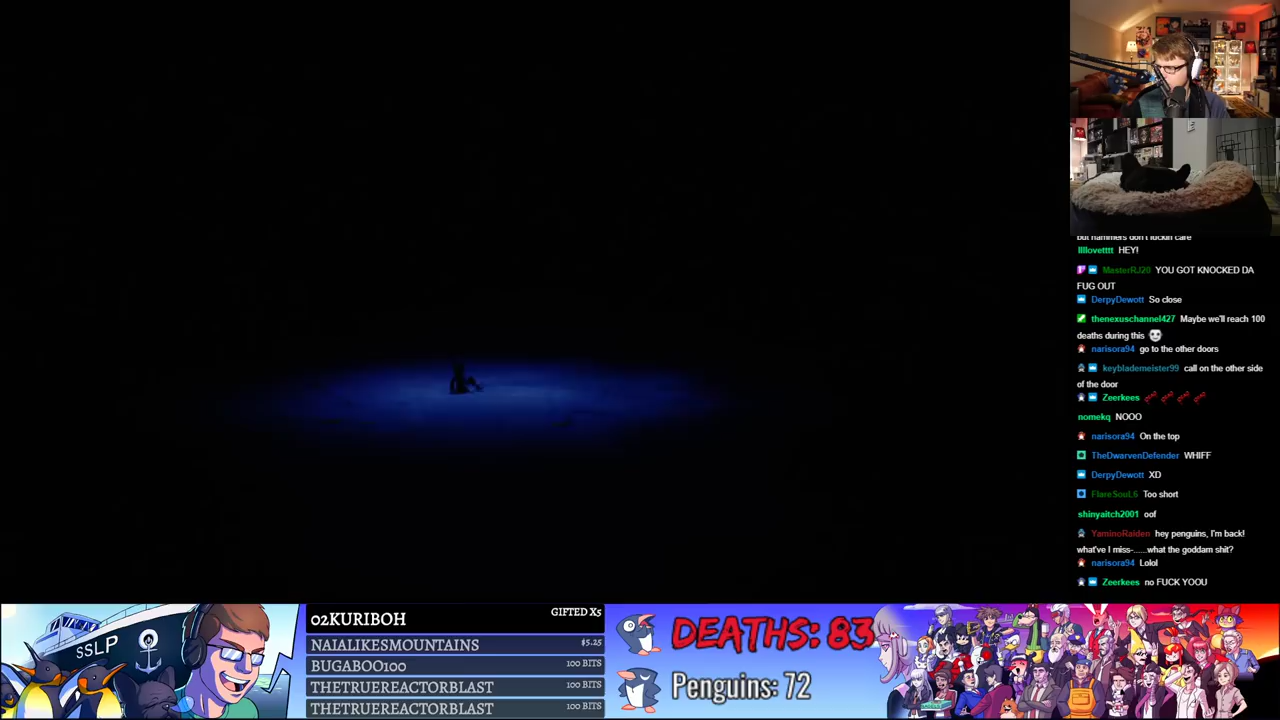 but hammers don't fuckin care
llllovetttt HEY!
MasterRJ20 YOU GOT KNOCKED DA
FUG OUT
DerpyDewott So close
thenexuschannel427 Maybe we'll reach 100
deaths during this
narisora94 go to the other doors
keyblademeister99 call on the other side
of the door
Zeerkees
nomekq NOOO
narisora94 On the top
TheDwarvenDefender WHIFF
DerpyDewott XD
FlareSouL6 Too short
shinyaitch2001 oof
YaminoRaiden hey penguins, I'm back!
what've I miss-......what the goddam shit?
narisora94 Lolol
Zeerkees no FUCK YOOU
SSLP
02KURIBOH GIFTED X5
NAIALIKESMOUNTAINS $5.25
BUGABOO100 100 BITS
THETRUEREACTORBLAST 100 BITS
THETRUEREACTORBLAST 100 BITS
DEATHS: 83
Penguins: 72